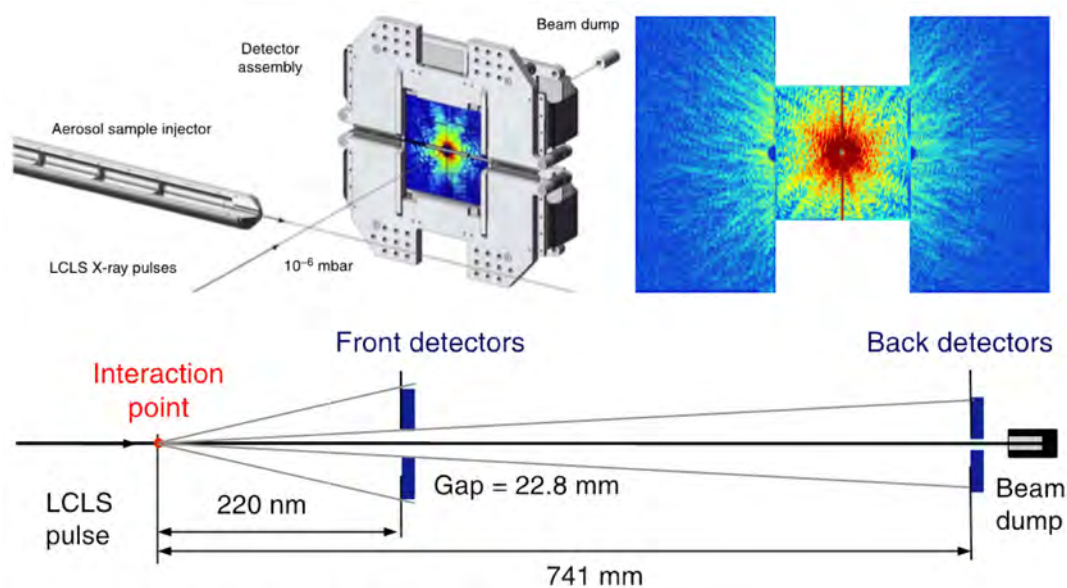 Beam dump
Detector
assembly
Aerosol sample injector
LCLS X-ray pulses
10⁻⁶ mbar
Front detectors
Back detectors
Interaction
point
LCLS
pulse
220 nm
Gap = 22.8 mm
Beam
dump
741 mm